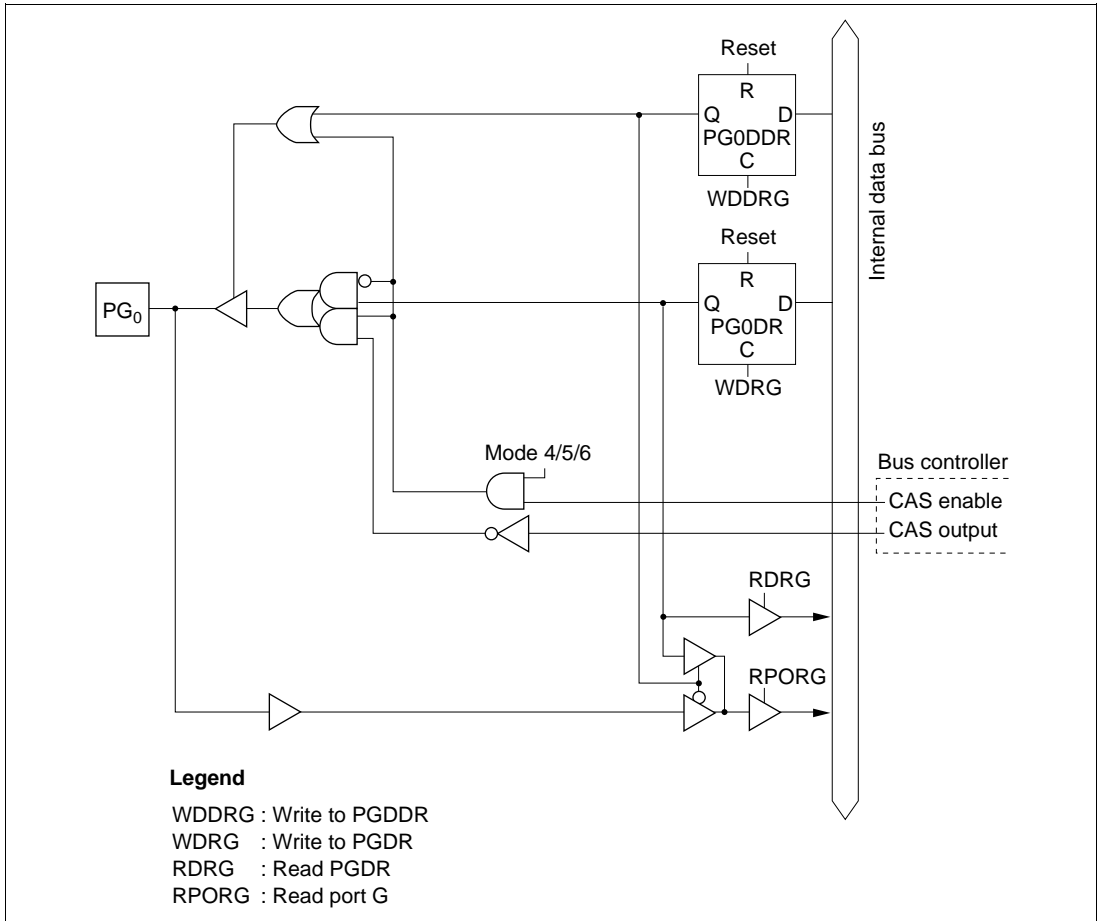 Reset
R
Q D
PG0DDR
C
WDDRG
Internal data bus
Reset
R
Q D
PG0DR
C
WDRG
PG0
Mode 4/5/6
Bus controller
CAS enable
CAS output
RDRG
RPORG
Legend
WDDRG : Write to PGDDR
WDRG : Write to PGDR
RDRG : Read PGDR
RPORG : Read port G